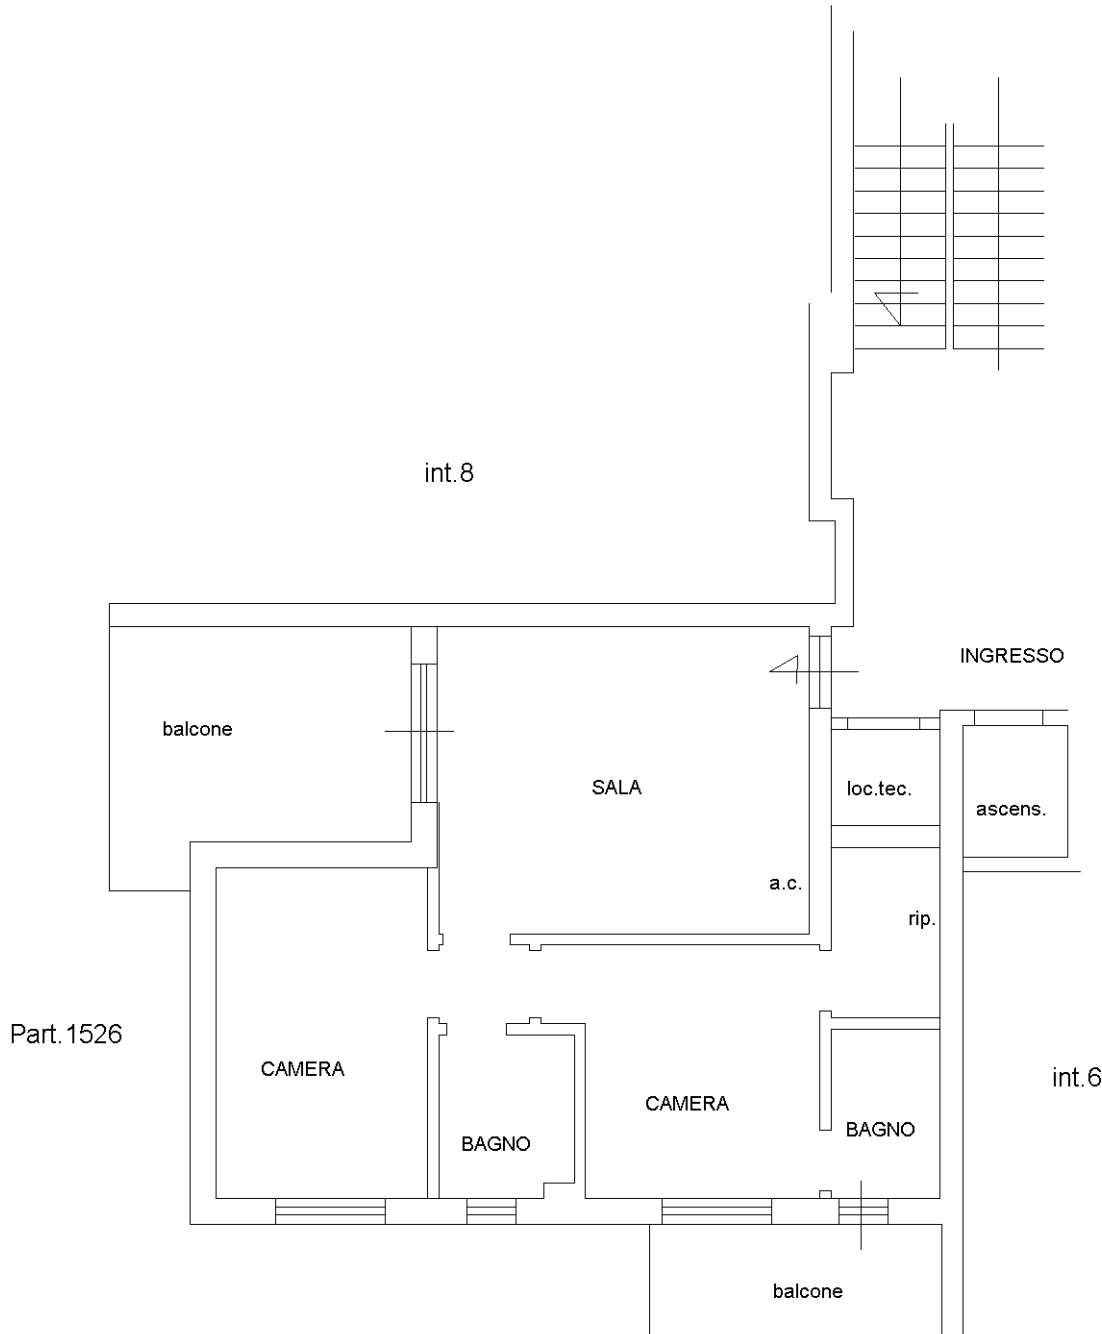 int.8
INGRESSO
balcone
SALA
loc.tec.
ascens.
a.c.
rip.
Part.1526
CAMERA
int.6
CAMERA
BAGNO
BAGNO
balcone